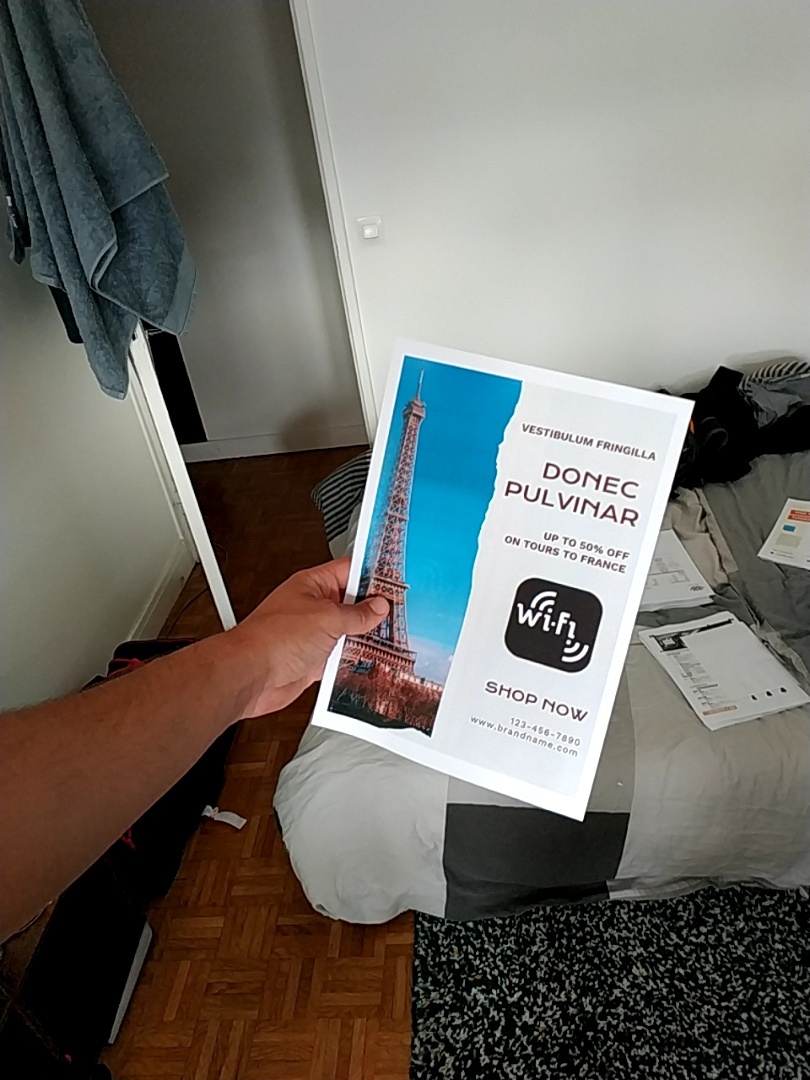 VESTIBULUM FRINGILLA
DONEC
PULVINAR
UP TO 50% OFF
ON TOURS TO FRANCE
Wi-Fi
SHOP NOW
123-456-7890
www.brandname.com